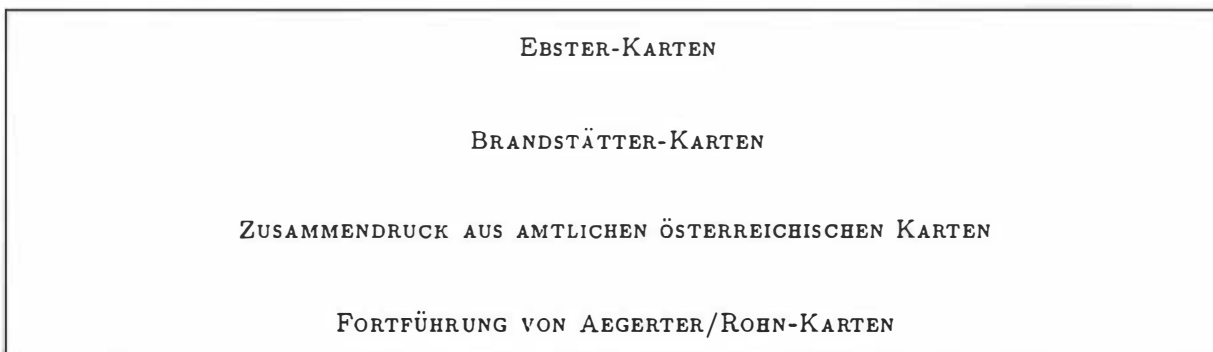 Ebster-Karten
Brandstätter-Karten
Zusammendruck aus amtlichen österreichischen Karten
Fortführung von Aegerter/Rohn-Karten